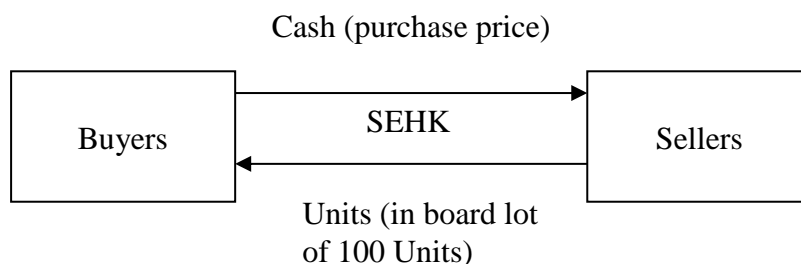 Cash (purchase price)
Buyers
SEHK
Sellers
Units (in board lot
of 100 Units)